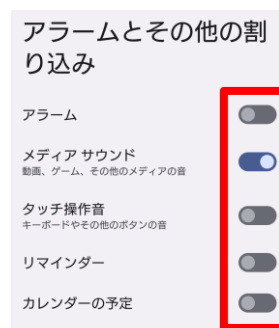 アラームとその他の割
り込み
アラーム
メディア サウンド
動画、ゲーム、その他のメディアの音
タッチ操作音
キーボードやその他のボタンの音
リマインダー
カレンダーの予定